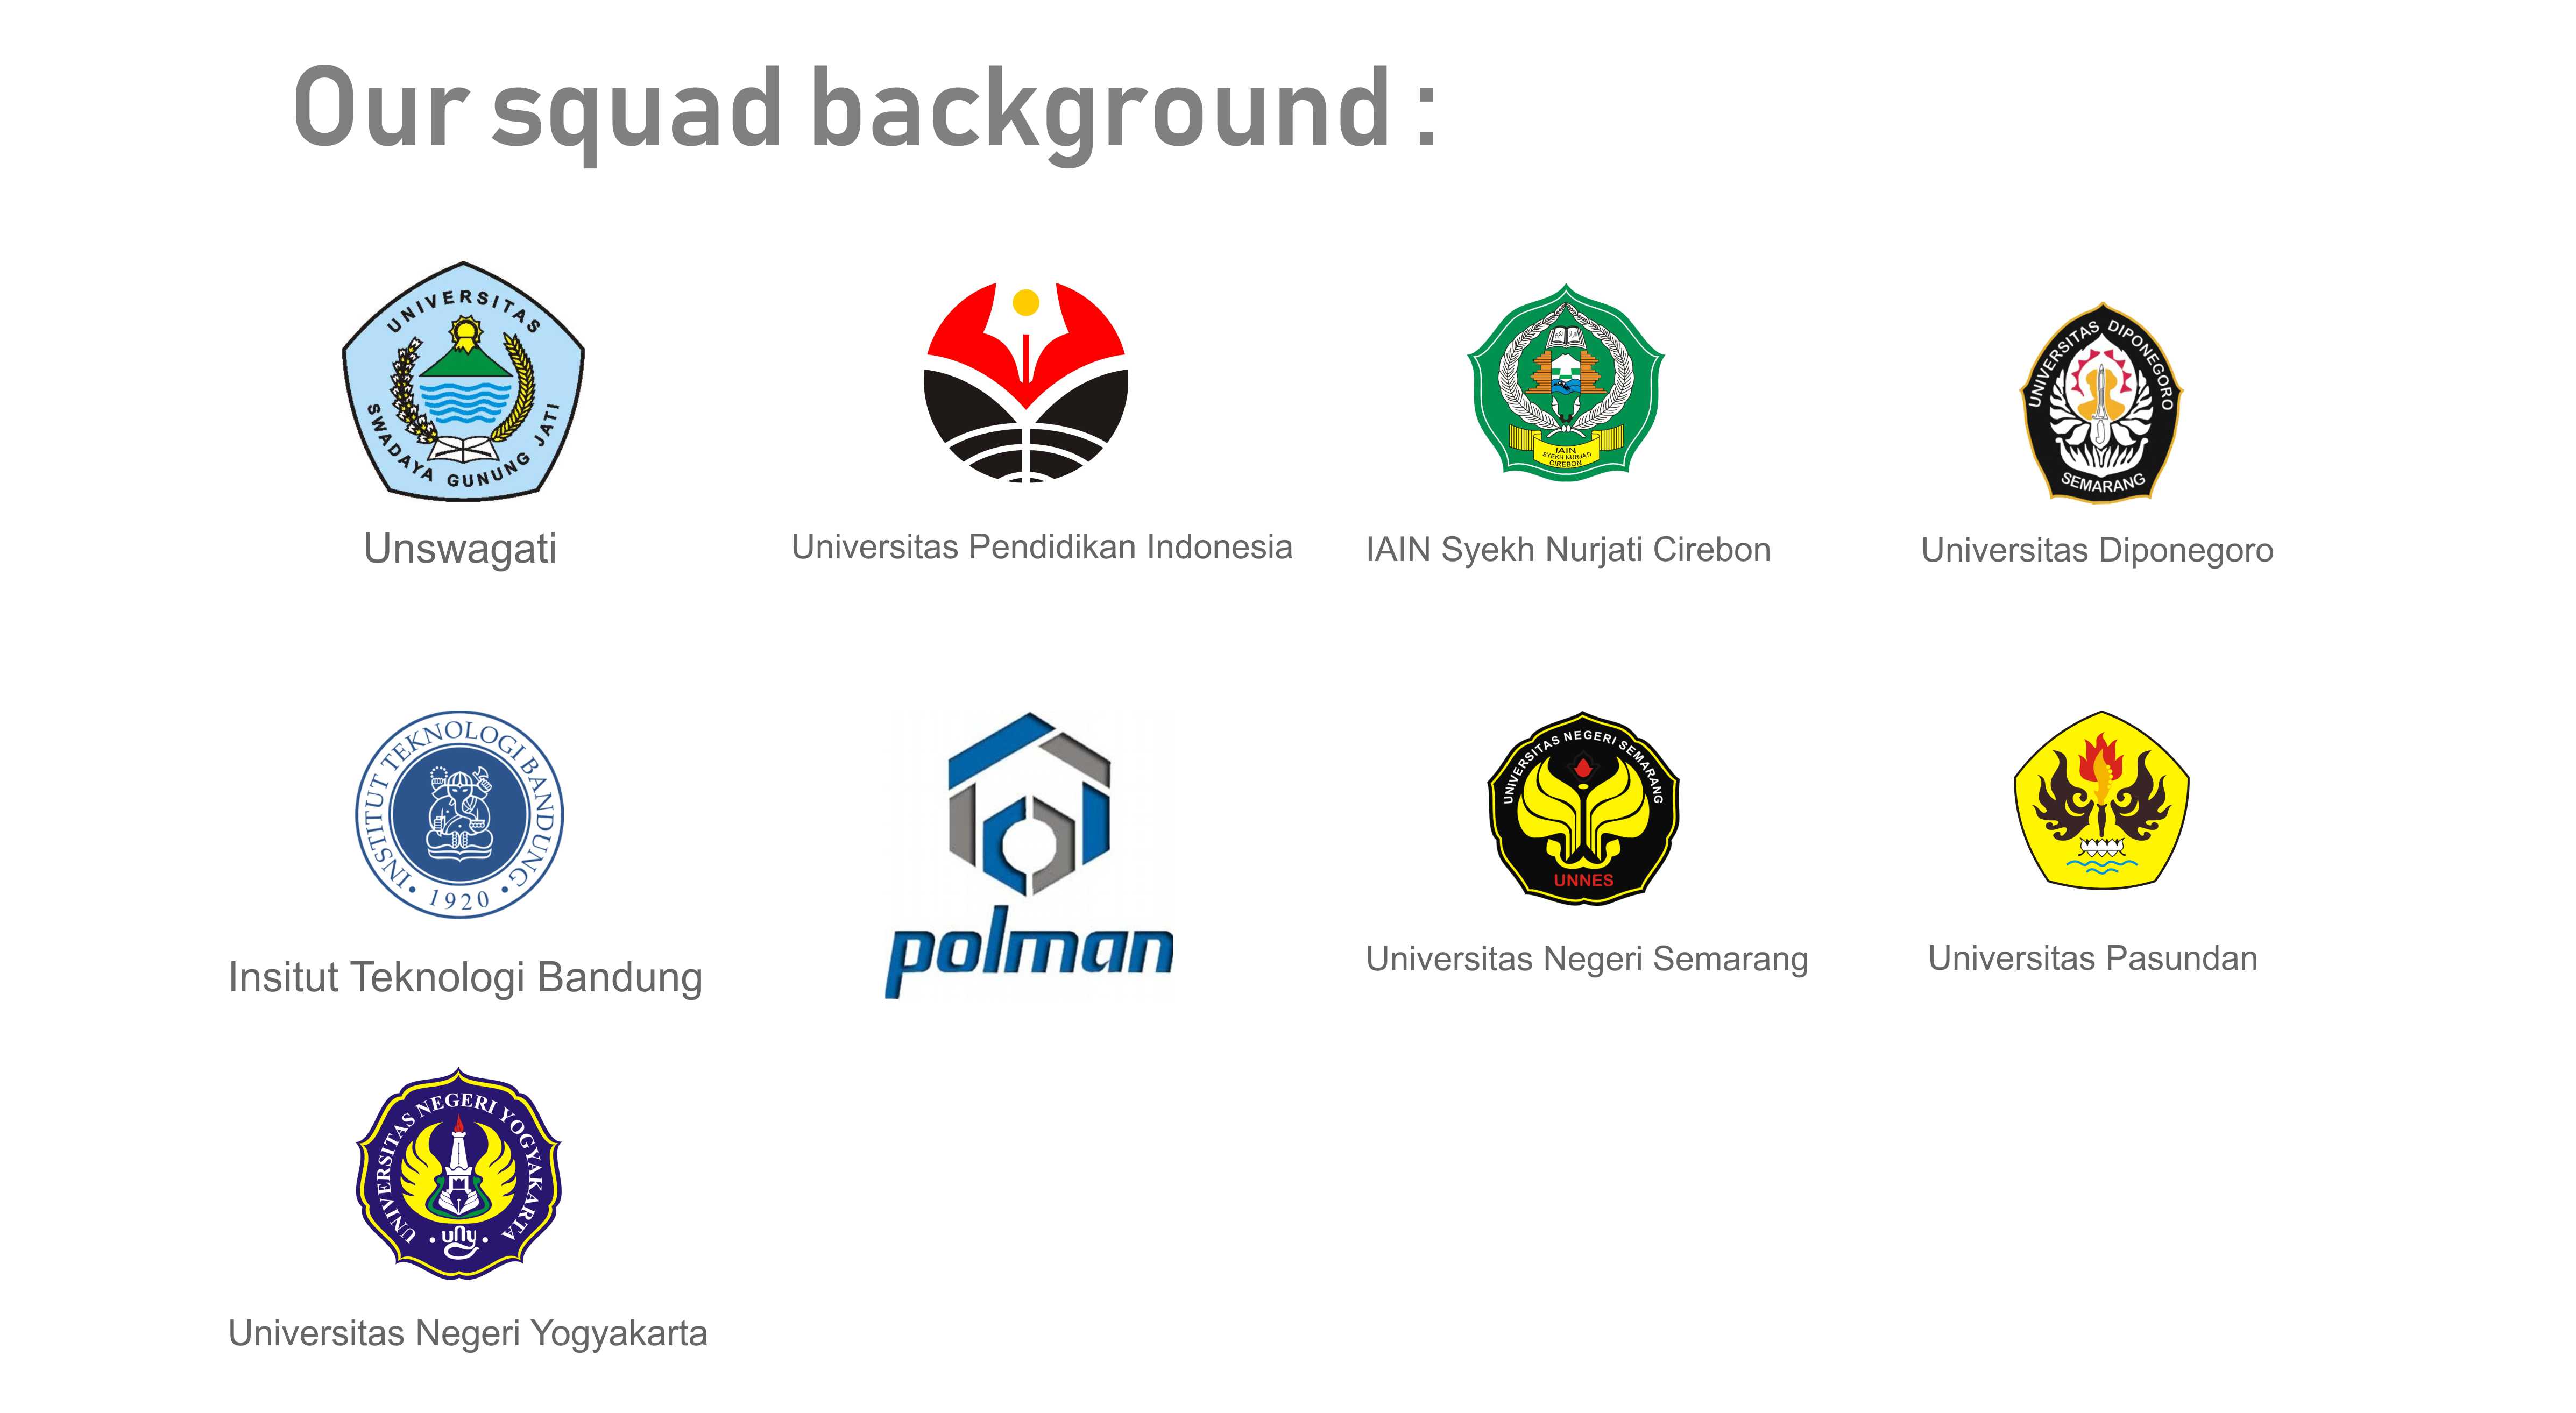 Our squad background :
UNIVERSITAS
SWADAYA GUNUNG JATI
IAIN
SYEKH NURJATI
CIREBON
UNIVERSITAS DIPONEGORO
SEMARANG
Unswagati
Universitas Pendidikan Indonesia
IAIN Syekh Nurjati Cirebon
Universitas Diponegoro
INSTITUT TEKNOLOGI BANDUNG
1920
polman
UNIVERSITAS NEGERI SEMARANG
UNNES
Insitut Teknologi Bandung
Universitas Negeri Semarang
Universitas Pasundan
UNIVERSITAS NEGERI YOGYAKARTA
uny
Universitas Negeri Yogyakarta